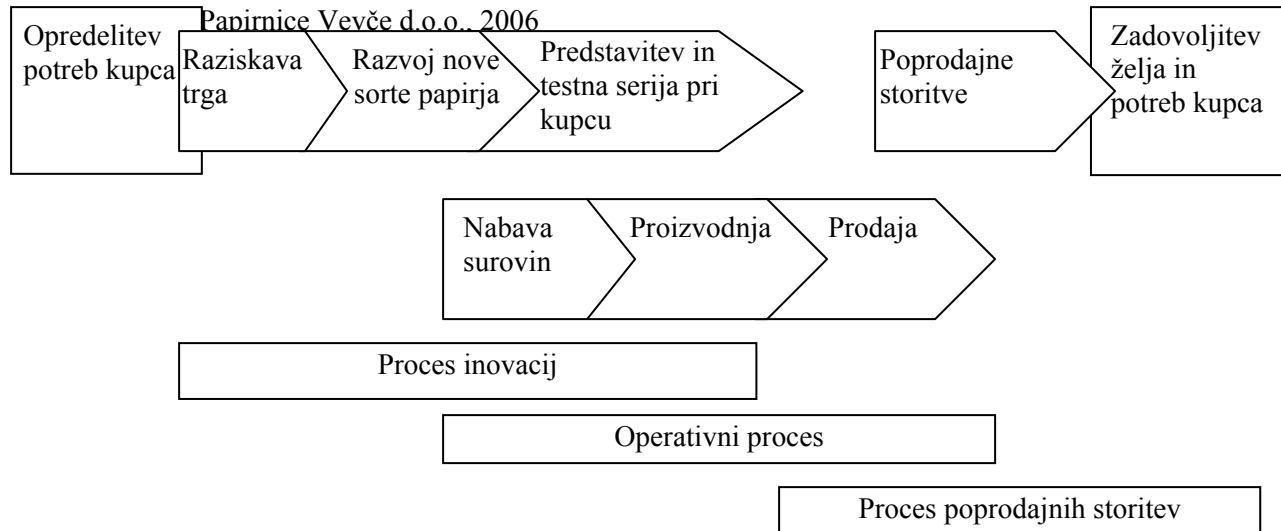 Papirnice Vevče d.o.o., 2006
Opredelitev
potreb kupca
Raziskava
trga
Razvoj nove
sorte papirja
Predstavitev in
testna serija pri
kupcu
Poprodajne
storitve
Zadovoljitev
želja in
potreb kupca
Nabava
surovin
Proizvodnja
Prodaja
Proces inovacij
Operativni proces
Proces poprodajnih storitev